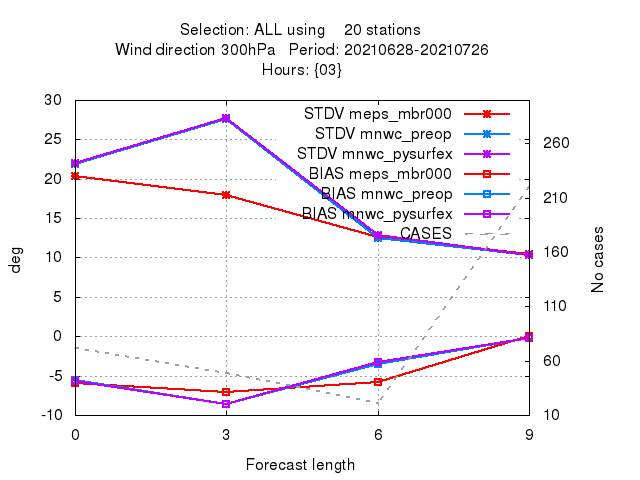 Selection: ALL using 20 stations
Wind direction 300hPa Period: 20210628-20210726
Hours: {03}
30
25
20
15
10
5
0
-5
-10
deg
STDV meps_mbr000
STDV mnwc_preop
STDV mnwc_pysurfex
BIAS meps_mbr000
BIAS mnwc_preop
BIAS mnwc_pysurfex
CASES
260
210
160
110
60
10
No cases
0 3 6 9
Forecast length